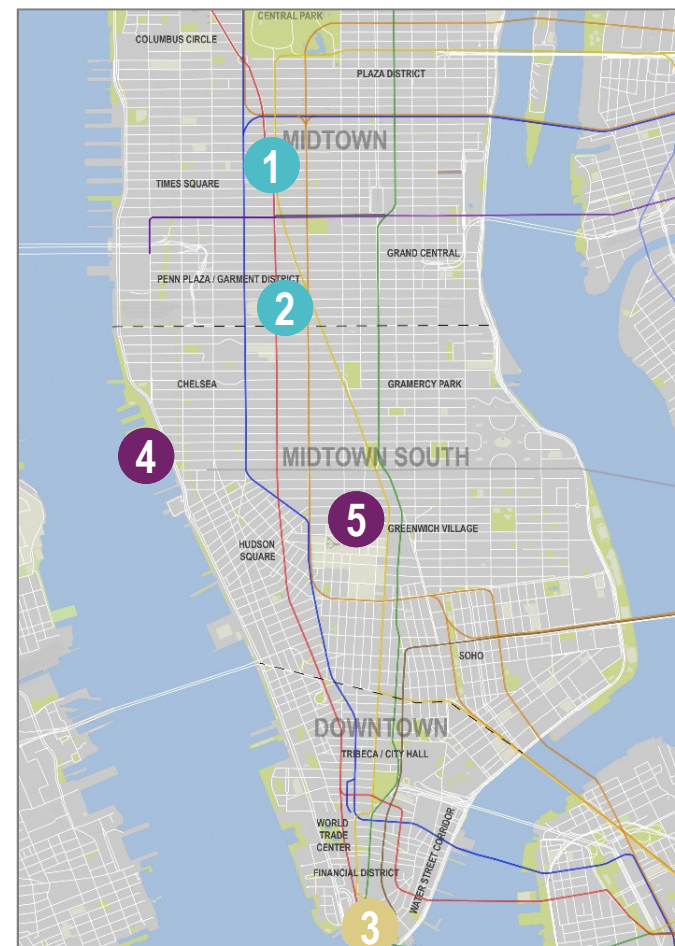 CENTRAL PARK
COLUMBUS CIRCLE
PLAZA DISTRICT
MIDTOWN
1
TIMES SQUARE
GRAND CENTRAL
PENN PLAZA / GARMENT DISTRICT
2
CHELSEA
GRAMERCY PARK
4
MIDTOWN SOUTH
5
GREENWICH VILLAGE
HUDSON
SQUARE
SOHO
DOWNTOWN
TRIBECA / CITY HALL
WORLD
TRADE
CENTER
WATER STREET CORRIDOR
FINANCIAL DISTRICT
3